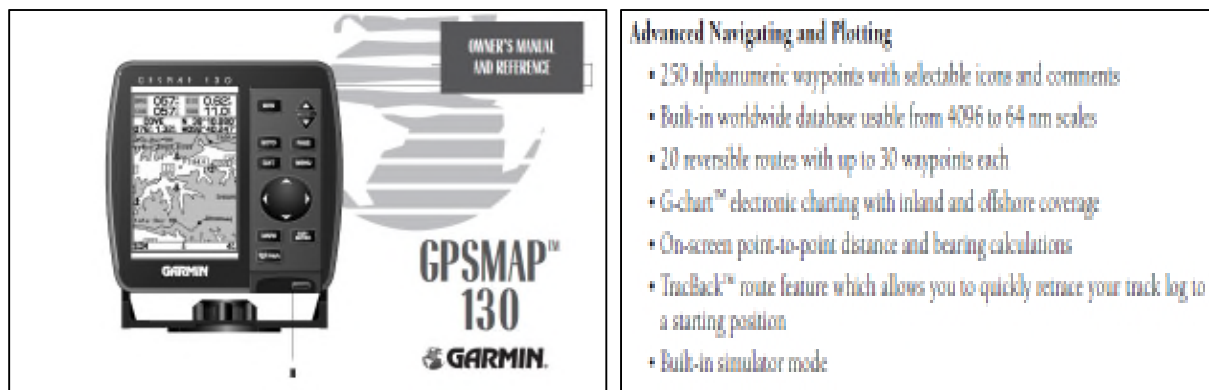 OWNER'S MANUAL
AND REFERENCE
GPSMAP 130
GARMIN
GPSMAP™
130
GARMIN®
Advanced Navigating and Plotting
• 250 alphanumeric waypoints with selectable icons and comments
• Built-in worldwide database usable from 4096 to 64 nm scales
• 20 reversible routes with up to 30 waypoints each
• G-chart™ electronic charting with inland and offshore coverage
• On-screen point-to-point distance and bearing calculations
• TracBack™ route feature which allows you to quickly retrace your track log to
a starting position
• Built-in simulator mode